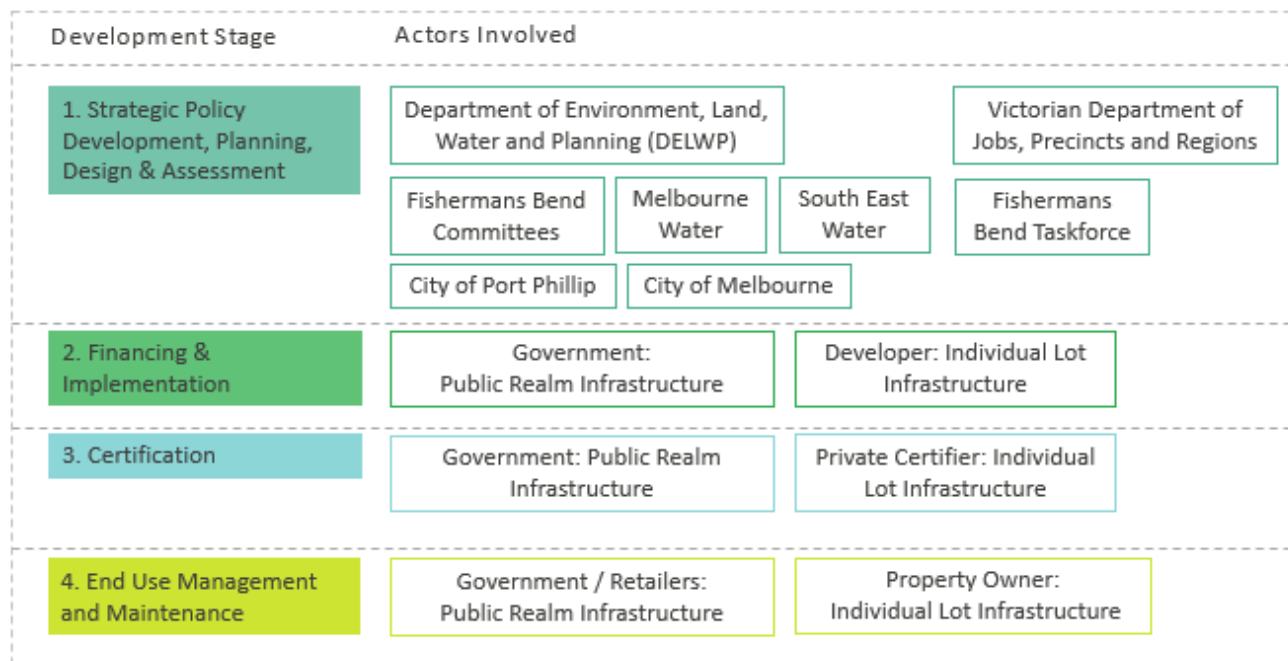 Development Stage
Actors Involved
1. Strategic Policy
Development, Planning,
Design & Assessment
Department of Environment, Land,
Water and Planning (DELWP)
Victorian Department of
Jobs, Precincts and Regions
Fishermans Bend
Committees
Melbourne
Water
South East
Water
Fishermans
Bend Taskforce
City of Port Phillip
City of Melbourne
2. Financing &
Implementation
Government:
Public Realm Infrastructure
Developer: Individual Lot
Infrastructure
3. Certification
Government: Public Realm
Infrastructure
Private Certifier: Individual
Lot Infrastructure
4. End Use Management
and Maintenance
Government / Retailers:
Public Realm Infrastructure
Property Owner:
Individual Lot Infrastructure